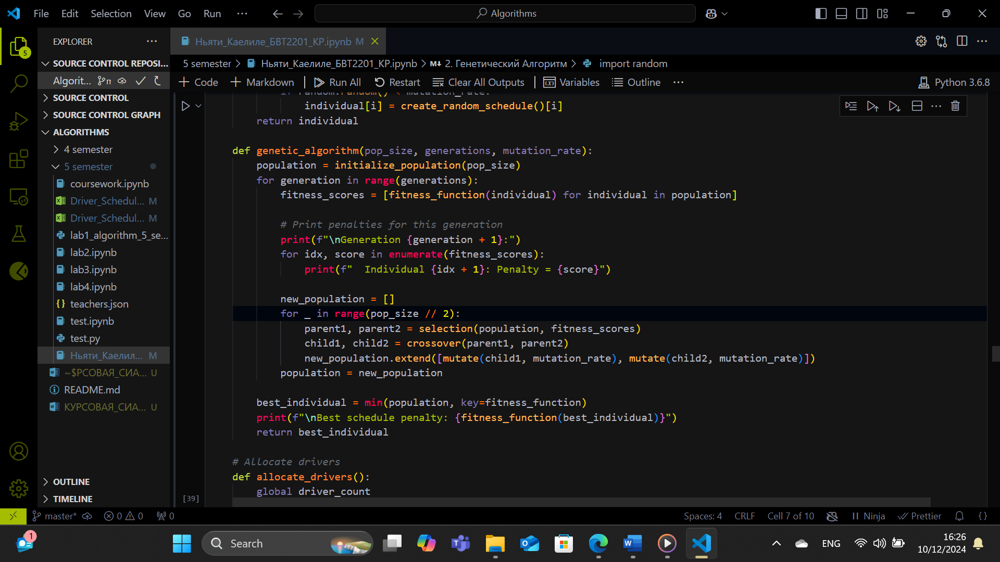 File Edit Selection View Go Run ··· Algorithms
EXPLORER ···
5
SOURCE CONTROL REPOSI...
Algorit... m
SOURCE CONTROL
SOURCE CONTROL GRAPH
ALGORITHMS
4 semester
5 semester
coursework.ipynb
Driver_Schedul... M
Driver_Schedul... M
lab1_algorithm_5_se...
lab2.ipynb
lab3.ipynb
lab4.ipynb
{} teachers.json
test.ipynb
test.py
Ньяти_Каелил... M
~$РСОВАЯ_СИА... U
README.md
КУРСОВАЯ_СИА... U
OUTLINE
TIMELINE
Ньяти_Каелиле_БВТ2201_КР.ipynb M
5 semester > Ньяти_Каелиле_БВТ2201_КР.ipynb > M↓ 2. Генетический Алгоритм > import random
+ Code + Markdown | Run All Restart Clear All Outputs | Variables Outline ··· Python 3.6.8
if random.random() < mutation_rate:
individual[i] = create_random_schedule()[i]
return individual
def genetic_algorithm(pop_size, generations, mutation_rate):
population = initialize_population(pop_size)
for generation in range(generations):
fitness_scores = [fitness_function(individual) for individual in population]
# Print penalties for this generation
print(f"\nGeneration {generation + 1}:")
for idx, score in enumerate(fitness_scores):
print(f"  Individual {idx + 1}: Penalty = {score}")
new_population = []
for _ in range(pop_size // 2):
parent1, parent2 = selection(population, fitness_scores)
child1, child2 = crossover(parent1, parent2)
new_population.extend([mutate(child1, mutation_rate), mutate(child2, mutation_rate)])
population = new_population
best_individual = min(population, key=fitness_function)
print(f"\nBest schedule penalty: {fitness_function(best_individual)}")
return best_individual
# Allocate drivers
def allocate_drivers():
global driver_count
[39]
master* 0 0 0 Spaces: 4 CRLF Cell 7 of 10 Ninja Prettier {}
1 Search ENG 16:26
10/12/2024